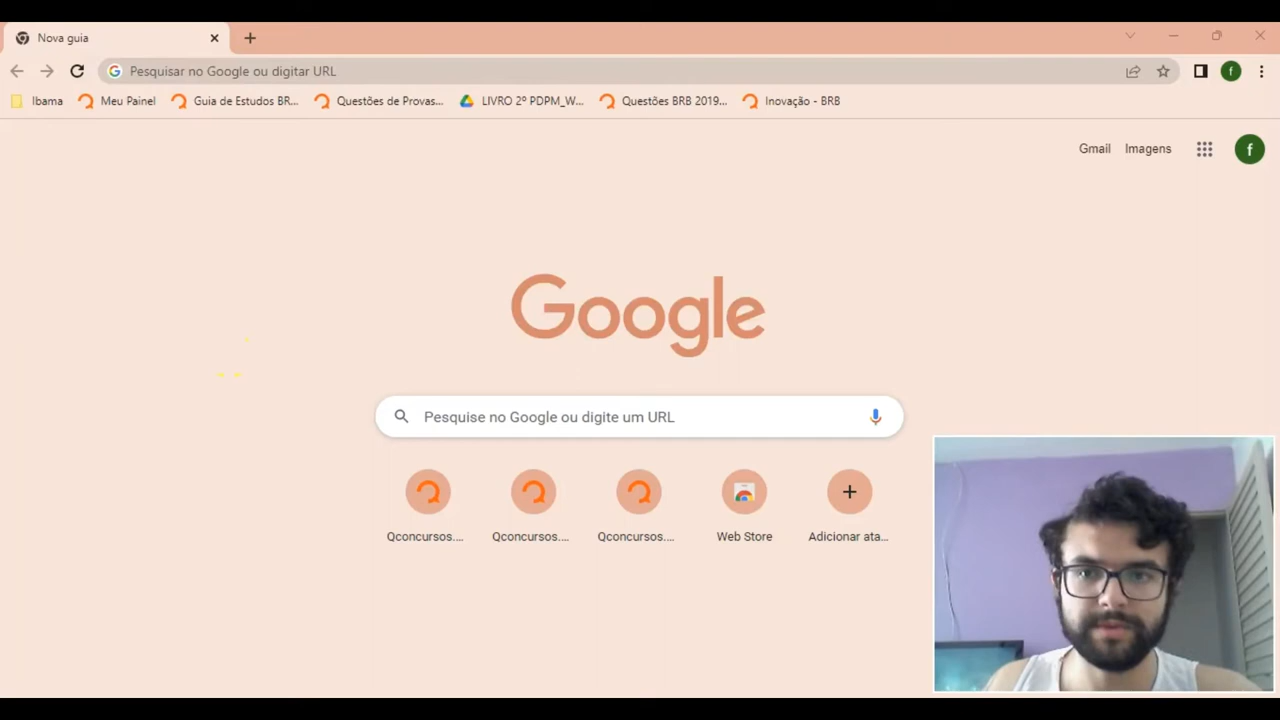 Nova guia
Pesquisar no Google ou digitar URL
f
Ibama
Meu Painel
Guia de Estudos BR...
Questões de Provas...
LIVRO 2º PDPM_W...
Questões BRB 2019...
Inovação - BRB
Gmail
Imagens
f
Google
Pesquise no Google ou digite um URL
Qconcursos....
Qconcursos....
Qconcursos....
Web Store
Adicionar ata...